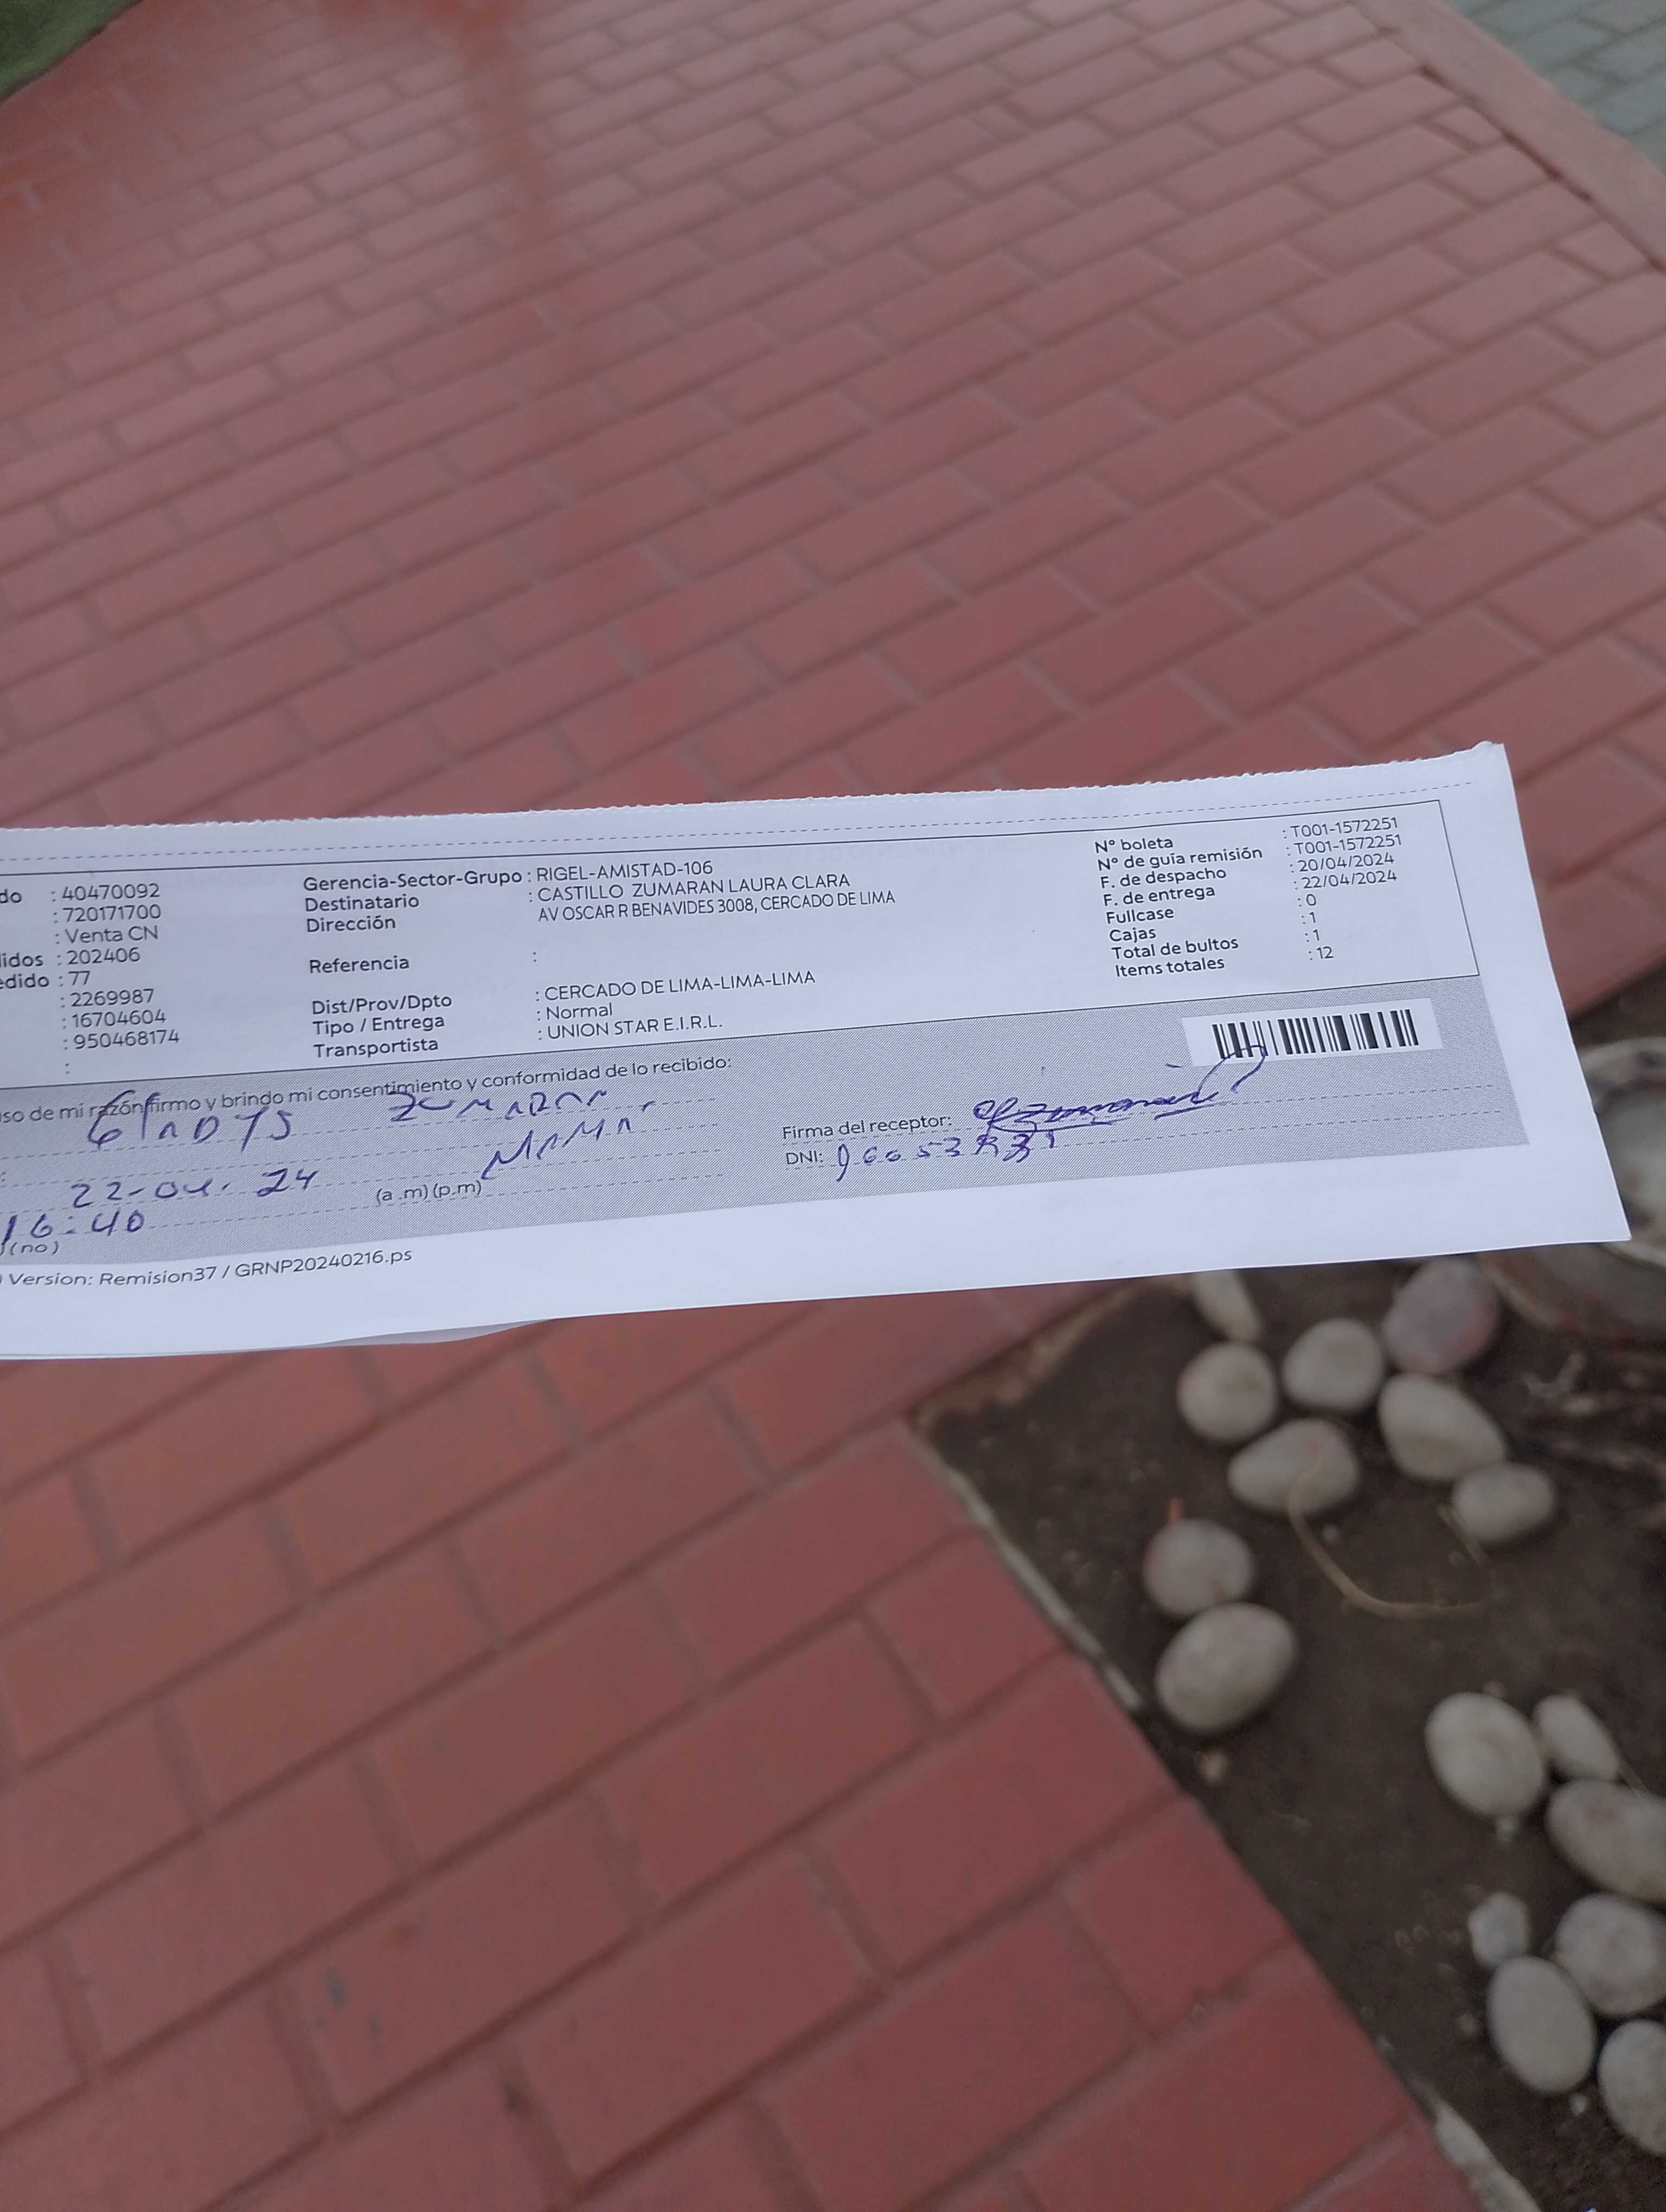 do : 40470092
: 720171700
: Venta CN
idos : 202406
edido : 77
: 2269987
: 16704604
: 950468174
:
Gerencia-Sector-Grupo : RIGEL-AMISTAD-106
Destinatario : CASTILLO ZUMARAN LAURA CLARA
Dirección AV OSCAR R BENAVIDES 3008, CERCADO DE LIMA
Referencia :
Dist/Prov/Dpto : CERCADO DE LIMA-LIMA-LIMA
Tipo / Entrega : Normal
Transportista : UNION STAR E.I.R.L.
N° boleta : T001-1572251
N° de guía remisión : T001-1572251
F. de despacho : 20/04/2024
F. de entrega : 22/04/2024
Fullcase : 0
Cajas : 1
Total de bultos : 1
Items totales : 12
so de mi razón firmo y brindo mi consentimiento y conformidad de lo recibido:
GlADYS ZUMARAN
MAMA
22-04-24 (a .m) (p.m)
16:40
(no)
Firma del receptor:
DNI:
Version: Remision37 / GRNP20240216.ps